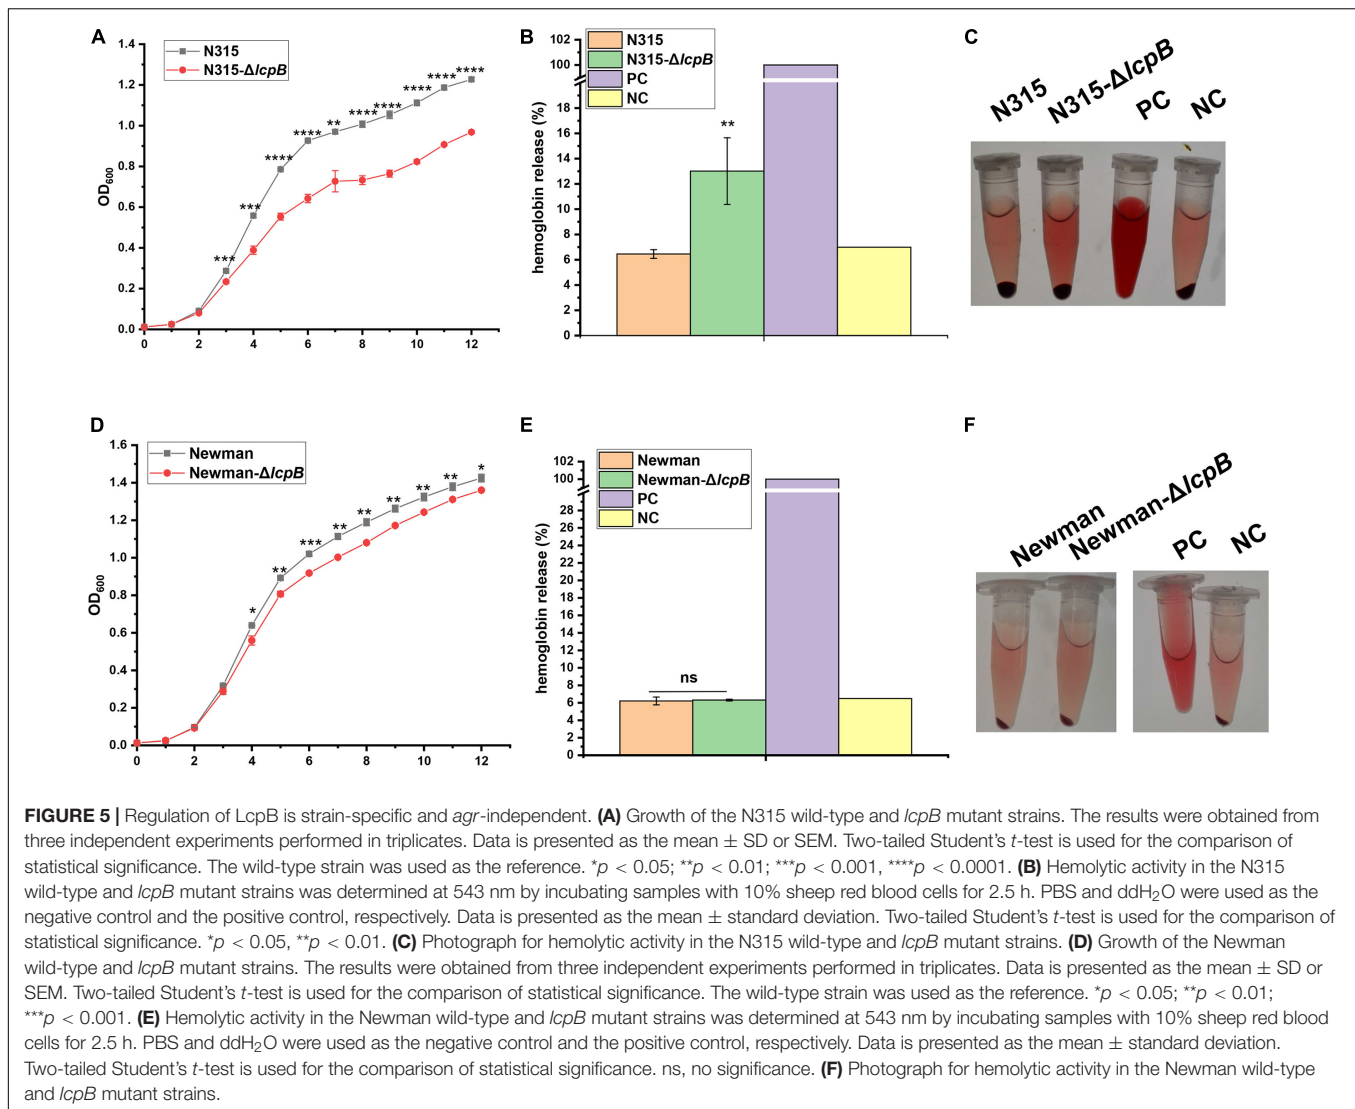 A
1.4
1.2
1.0
0.8
0.6
0.4
0.2
0.0
OD600
0 2 4 6 8 10 12
N315
N315-ΔlcpB
*** *** **** **** ** **** **** **** **** ****
B
102
100
18
16
14
12
10
8
6
4
2
0
hemoglobin release (%)
N315
N315-ΔlcpB
PC
NC
**
C
N315 N315-ΔlcpB PC NC
D
1.6
1.4
1.2
1.0
0.8
0.6
0.4
0.2
0.0
OD600
0 2 4 6 8 10 12
Newman
Newman-ΔlcpB
* ** *** ** ** ** ** ** *
E
102
100
28
26
24
22
20
18
16
14
12
10
8
6
4
2
0
hemoglobin release (%)
Newman
Newman-ΔlcpB
PC
NC
ns
F
Newman Newman-ΔlcpB PC NC
FIGURE 5 | Regulation of LcpB is strain-specific and agr-independent. (A) Growth of the N315 wild-type and lcpB mutant strains. The results were obtained from
three independent experiments performed in triplicates. Data is presented as the mean ± SD or SEM. Two-tailed Student's t-test is used for the comparison of
statistical significance. The wild-type strain was used as the reference. *p < 0.05; **p < 0.01; ***p < 0.001, ****p < 0.0001. (B) Hemolytic activity in the N315
wild-type and lcpB mutant strains was determined at 543 nm by incubating samples with 10% sheep red blood cells for 2.5 h. PBS and ddH2O were used as the
negative control and the positive control, respectively. Data is presented as the mean ± standard deviation. Two-tailed Student's t-test is used for the comparison of
statistical significance. *p < 0.05, **p < 0.01. (C) Photograph for hemolytic activity in the N315 wild-type and lcpB mutant strains. (D) Growth of the Newman
wild-type and lcpB mutant strains. The results were obtained from three independent experiments performed in triplicates. Data is presented as the mean ± SD or
SEM. Two-tailed Student's t-test is used for the comparison of statistical significance. The wild-type strain was used as the reference. *p < 0.05; **p < 0.01;
***p < 0.001. (E) Hemolytic activity in the Newman wild-type and lcpB mutant strains was determined at 543 nm by incubating samples with 10% sheep red blood
cells for 2.5 h. PBS and ddH2O were used as the negative control and the positive control, respectively. Data is presented as the mean ± standard deviation.
Two-tailed Student's t-test is used for the comparison of statistical significance. ns, no significance. (F) Photograph for hemolytic activity in the Newman wild-type
and lcpB mutant strains.